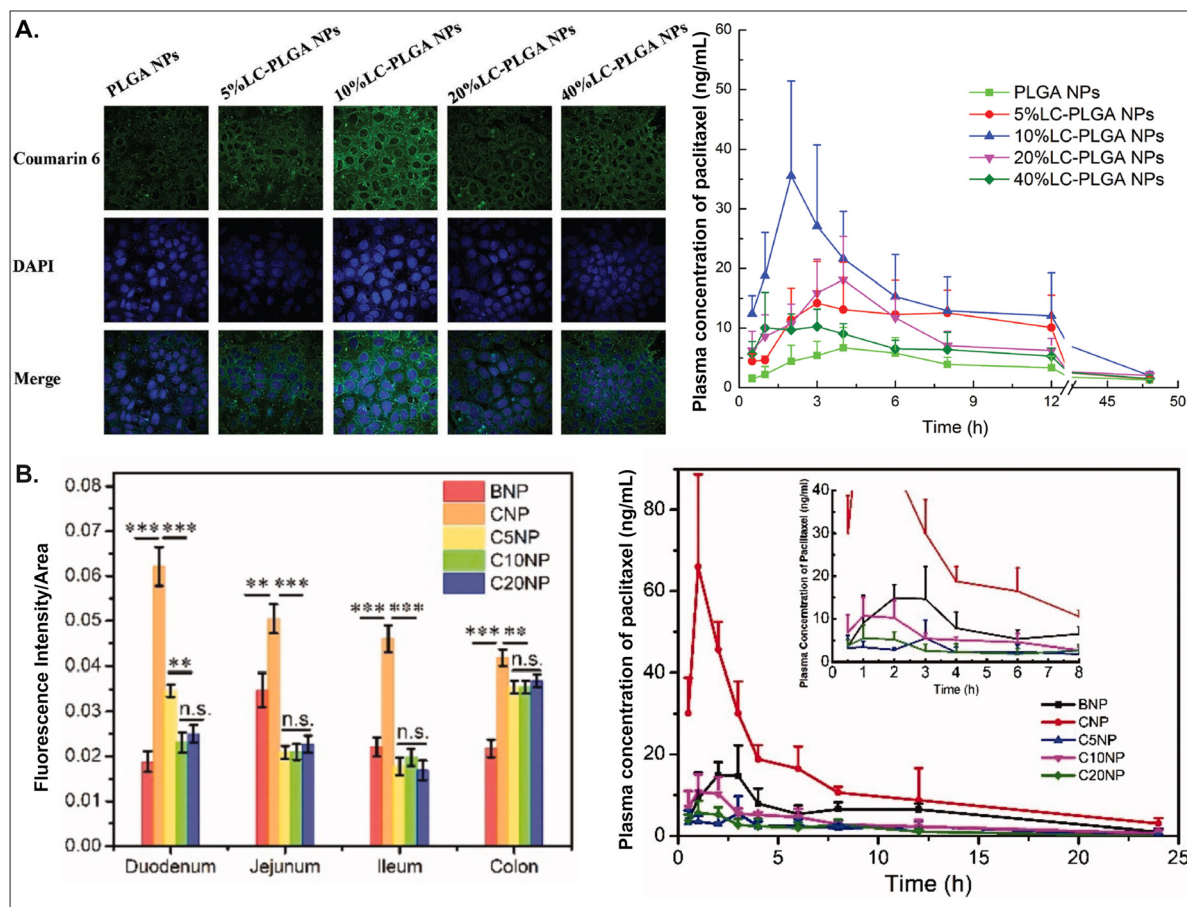 A.
PLGA NPs
5%LC-PLGA NPs
10%LC-PLGA NPs
20%LC-PLGA NPs
40%LC-PLGA NPs
Coumarin 6
DAPI
Merge
Plasma concentration of paclitaxel (ng/mL)
60
50
40
30
20
10
0
PLGA NPs
5%LC-PLGA NPs
10%LC-PLGA NPs
20%LC-PLGA NPs
40%LC-PLGA NPs
0 3 6 9 12 45 50
Time (h)
B.
Fluorescence Intensity/Area
0.08
0.07
0.06
0.05
0.04
0.03
0.02
0.01
0.00
BNP
CNP
C5NP
C10NP
C20NP
*** ***
**
n.s.
** ***
n.s.
*** ***
n.s.
*** **
n.s.
Duodenum Jejunum Ileum Colon
Plasma concentration of paclitaxel (ng/mL)
80
60
40
20
0
Plasma Concentration of Paclitaxel (ng/ml)
40
30
20
10
0
0 1 2 3 4 5 6 7 8
Time (h)
BNP
CNP
C5NP
C10NP
C20NP
0 5 10 15 20 25
Time (h)